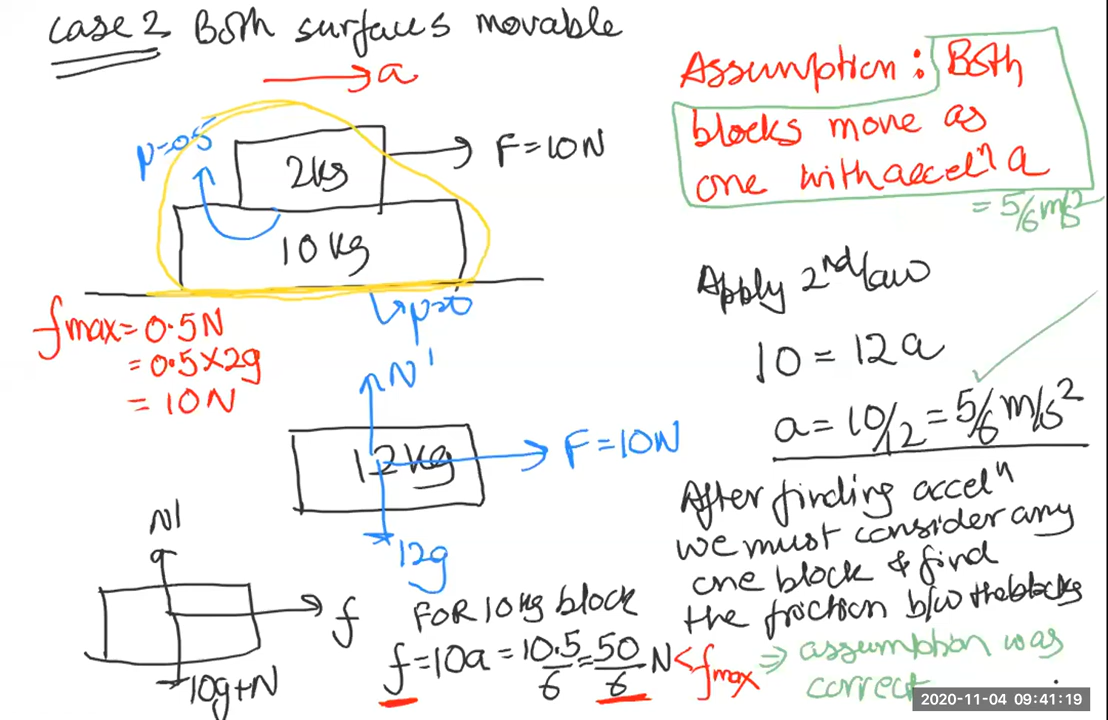 Case 2 Both surfaces movable
a
μ=0.5
2kg
F=10N
10kg
μ=0
fmax=0.5N
=0.5×2g
=10N
N'
12kg
F=10N
12g
N'
f
10g+N
FOR 10kg block
f=10a=10.5/6=50/6 N<fmax
Assumption: Both
blocks move as
one with accelⁿ a
=5/6 m/s²
Apply 2nd law
10=12a
a=10/12=5/6 m/s²
After finding accelⁿ
we must consider any
one block & find
the friction b/w the blocks
⇒ assumption was
correct
2020-11-04 09:41:19